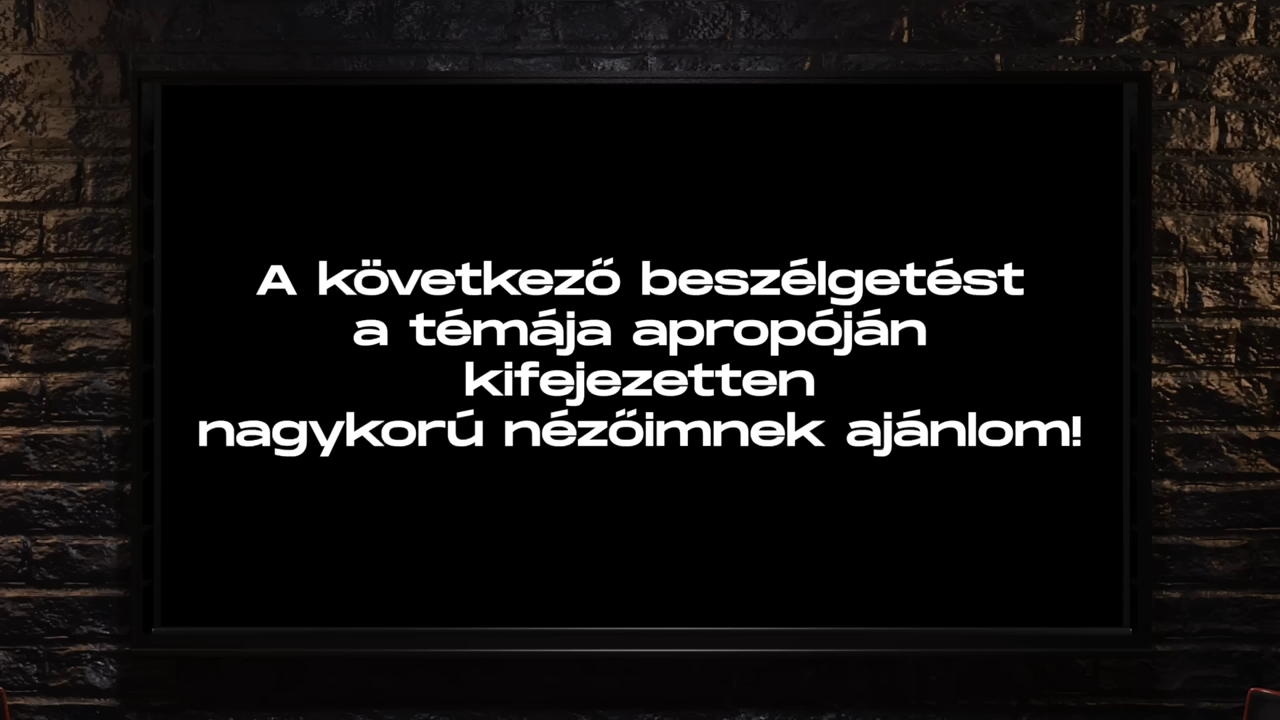 A következő beszélgetést
a témája apropóján
kifejezetten
nagykorú nézőimnek ajánlom!